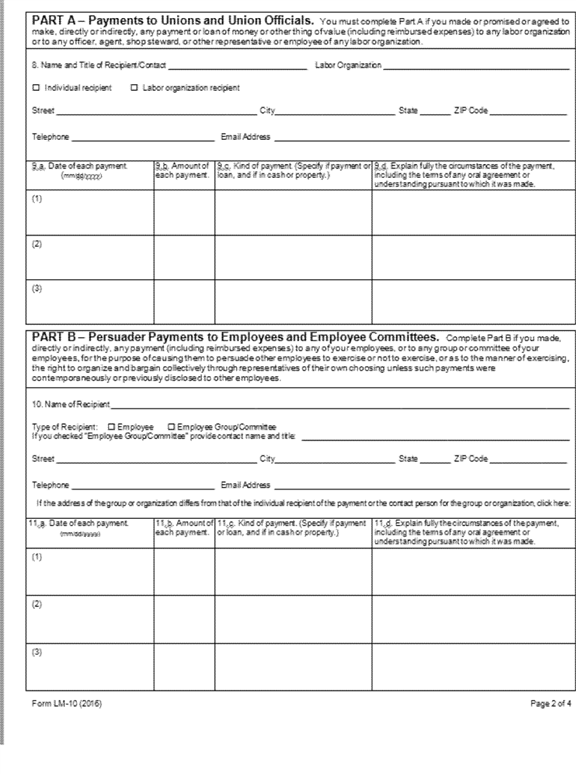 PART A – Payments to Unions and Union Officials. You must complete Part A if you made or promised or agreed to
make, directly or indirectly, any payment or loan of money or other thing of value (including reimbursed expenses) to any labor organization
or to any officer, agent, shop steward, or other representative or employee of any labor organization.
8. Name and Title of Recipient/Contact Labor Organization
☐ Individual recipient ☐ Labor organization recipient
Street City State ZIP Code
Telephone Email Address
9.a. Date of each payment. 9.b. Amount of 9.c. Kind of payment. (Specify if payment or 9.d. Explain fully the circumstances of the payment,
(mm/dd/yyyy) each payment. loan, and if in cash or property.) including the terms of any oral agreement or
understanding pursuant to which it was made.
(1)
(2)
(3)
PART B – Persuader Payments to Employees and Employee Committees. Complete Part B if you made,
directly or indirectly, any payment (including reimbursed expenses) to any of your employees, or to any group or committee of your
employees, for the purpose of causing them to persuade other employees to exercise or not to exercise, or as to the manner of exercising,
the right to organize and bargain collectively through representatives of their own choosing unless such payments were
contemporaneously or previously disclosed to other employees.
10. Name of Recipient
Type of Recipient: ☐ Employee ☐ Employee Group/Committee
If you checked "Employee Group/Committee" provide contact name and title:
Street City State ZIP Code
Telephone Email Address
If the address of the group or organization differs from that of the individual recipient of the payment or the contact person for the group or organization, click here:
11.a. Date of each payment. 11.b. Amount of 11.c. Kind of payment. (Specify if payment 11.d. Explain fully the circumstances of the payment,
(mm/dd/yyyy) each payment. or loan, and if in cash or property.) including the terms of any oral agreement or
understanding pursuant to which it was made.
(1)
(2)
(3)
Form LM-10 (2016) Page 2 of 4